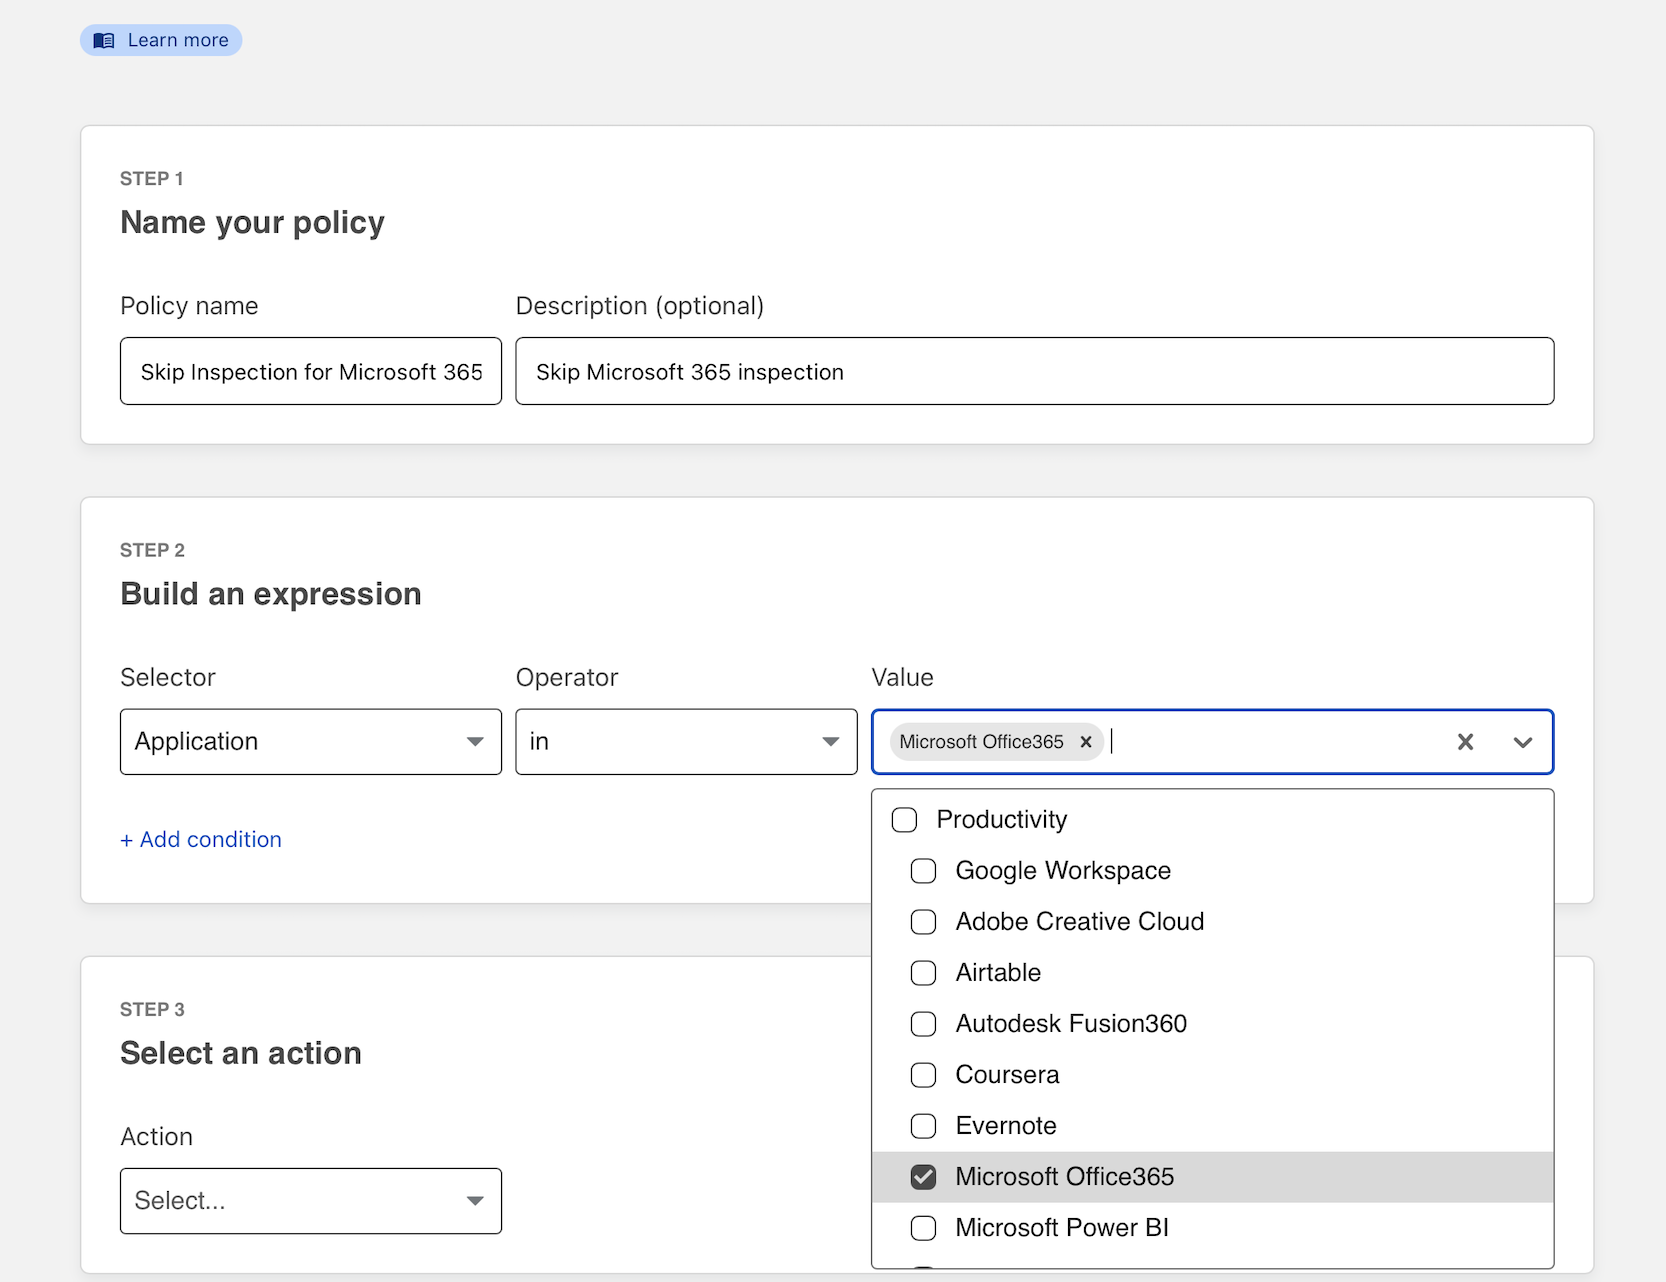 Learn more
STEP 1
Name your policy
Policy name
Description (optional)
Skip Inspection for Microsoft 365
Skip Microsoft 365 inspection
STEP 2
Build an expression
Selector
Operator
Value
Application
in
Microsoft Office365
+ Add condition
Productivity
Google Workspace
Adobe Creative Cloud
Airtable
Autodesk Fusion360
Coursera
Evernote
Microsoft Office365
Microsoft Power BI
STEP 3
Select an action
Action
Select...